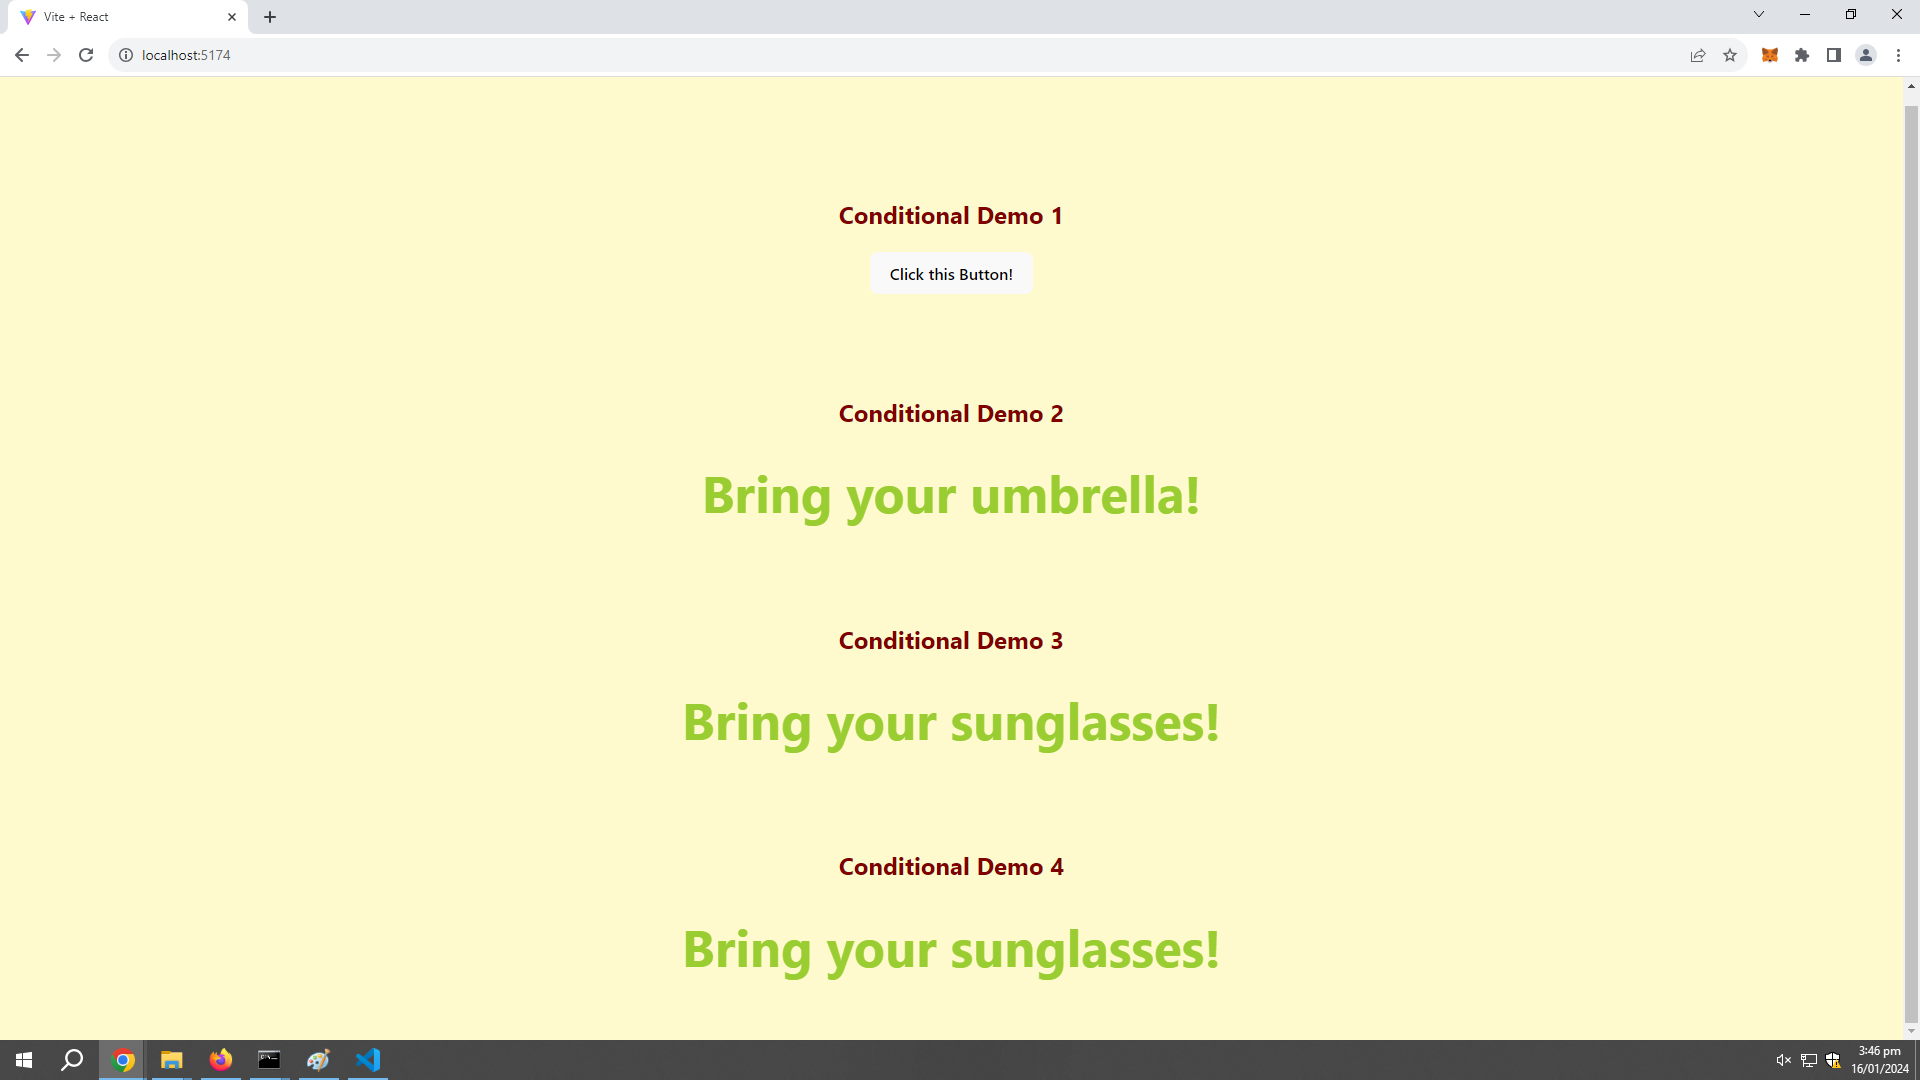 Vite + React
localhost:5174
Conditional Demo 1
Click this Button!
Conditional Demo 2
Bring your umbrella!
Conditional Demo 3
Bring your sunglasses!
Conditional Demo 4
Bring your sunglasses!
3:46 pm
16/01/2024